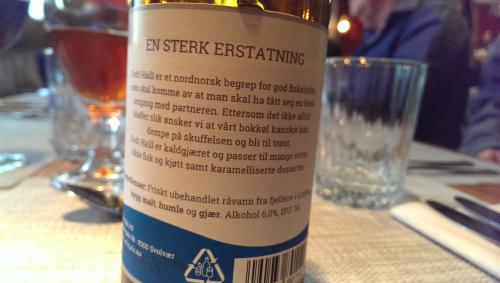 EN STERK ERSTATNING
Godt Haill er et nordnorsk begrep for god fiskelykke,
som skal komme av at man skal ha fått seg en fersk
omgang med partneren. Ettersom det ikke alltid
klaffer slik ønsker vi at vårt bokkøl kanskje kan
dempe på skuffelsen og bli til trøst.
Godt Haill er kaldgjæret og passer til mange retter,
både fisk og kjøtt samt karamelliserte desserter.
Friskt ubehandlet råvann fra fjellene i
bygg malt, humle og gjær. Alkohol 6,0%, IBU: 34
8300 Svolvær